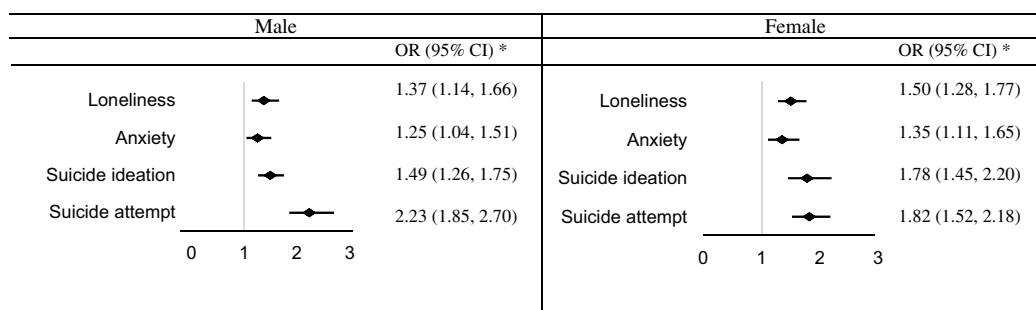 Male
Female
OR (95% CI) *
OR (95% CI) *
Loneliness 1.37 (1.14, 1.66)
Anxiety 1.25 (1.04, 1.51)
Suicide ideation 1.49 (1.26, 1.75)
Suicide attempt 2.23 (1.85, 2.70)
0 1 2 3
Loneliness 1.50 (1.28, 1.77)
Anxiety 1.35 (1.11, 1.65)
Suicide ideation 1.78 (1.45, 2.20)
Suicide attempt 1.82 (1.52, 2.18)
0 1 2 3